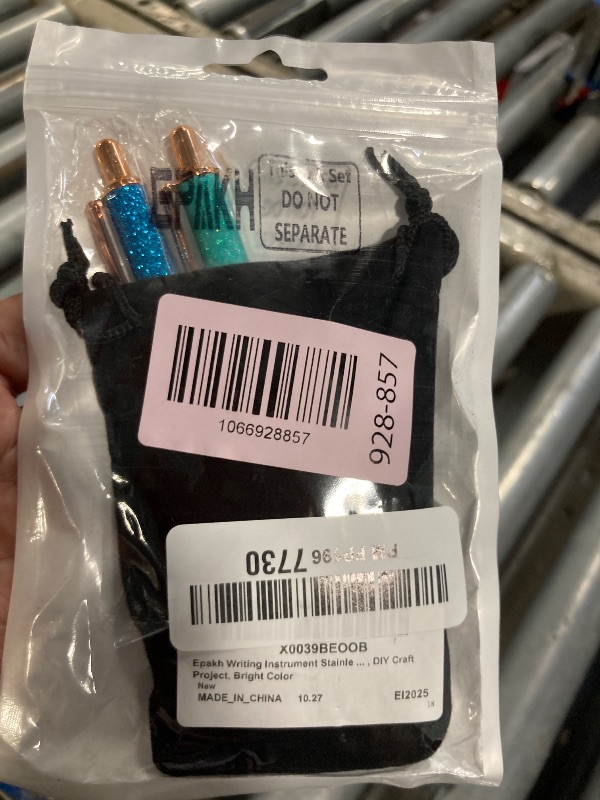 EPAKH
This is a Set
DO NOT
SEPARATE
1066928857
928-857
7730
X0039BEOOB
Epakh Writing Instrument Stainle ... , DIY Craft
Project, Bright Color
New
MADE_IN_CHINA 10.27 EI2025